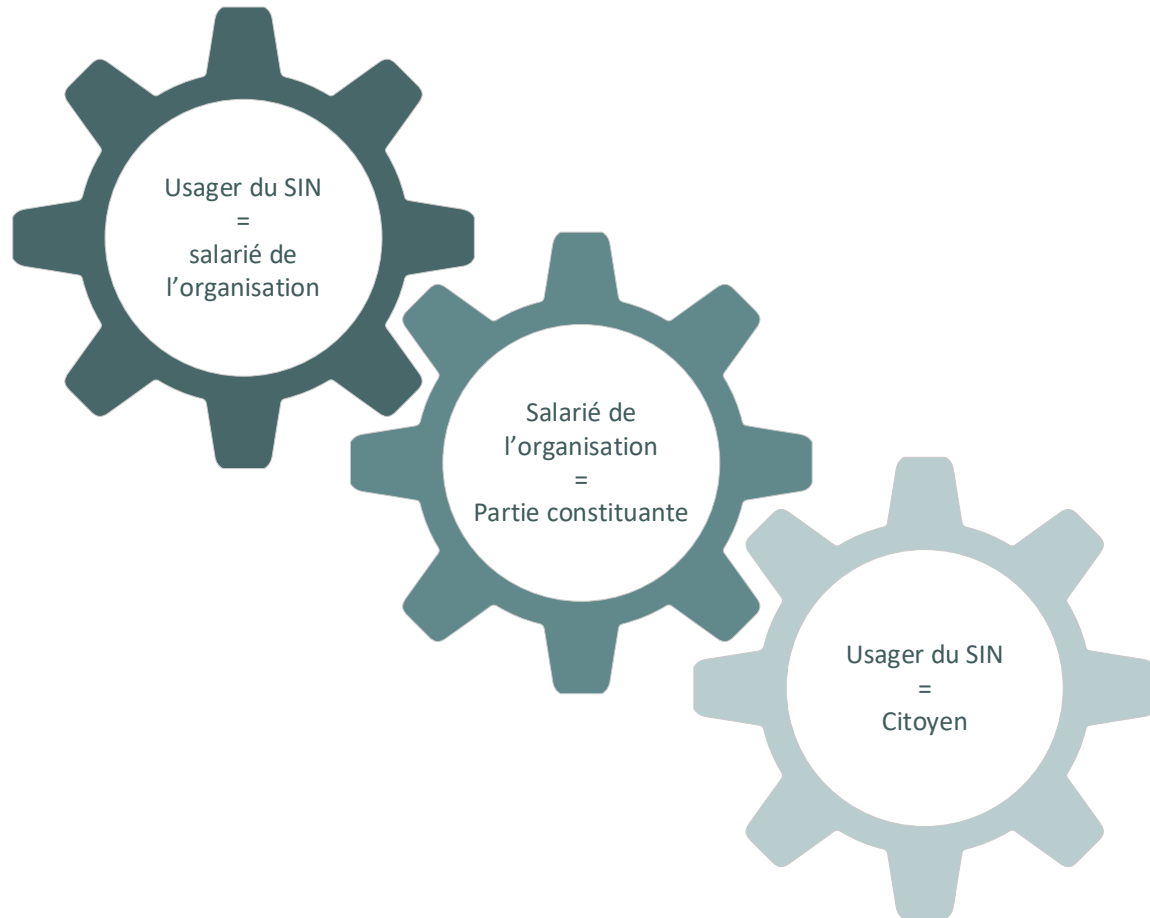 Usager du SIN
=
salarié de
l’organisation
Salarié de
l’organisation
=
Partie constituante
Usager du SIN
=
Citoyen